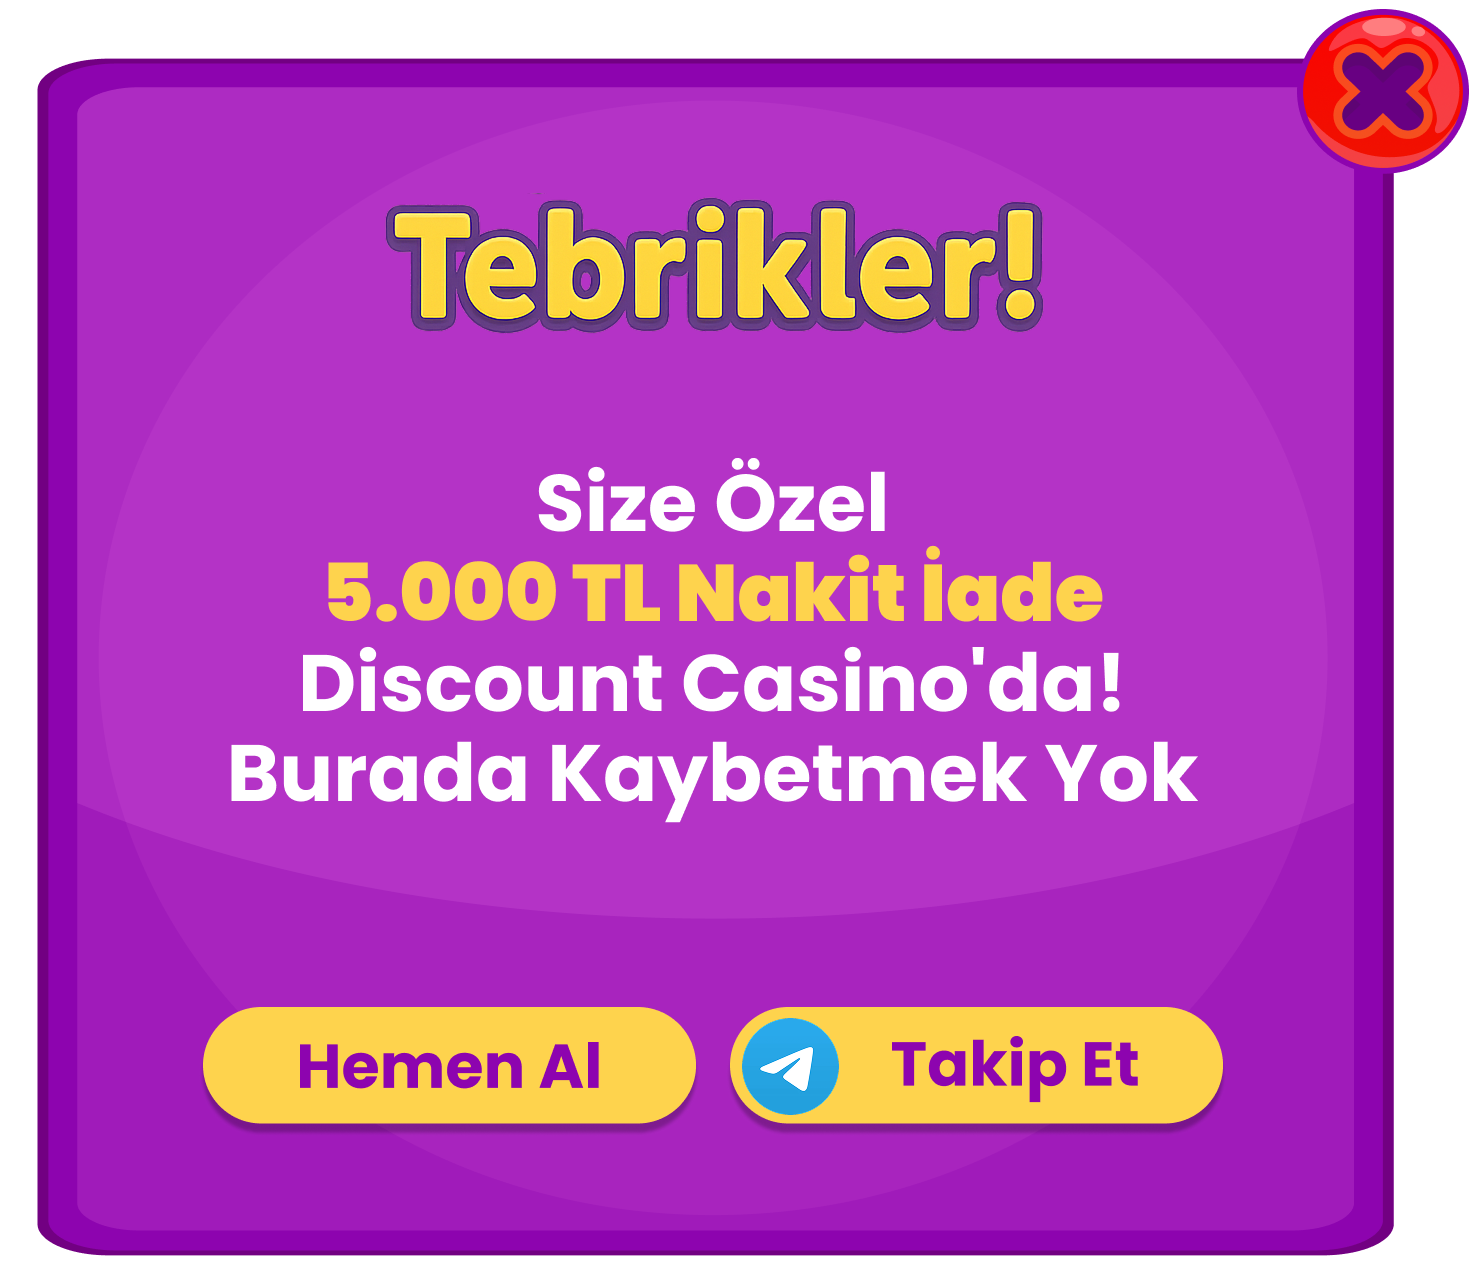 Tebrikler!
Size Özel
5.000 TL Nakit İade
Discount Casino'da!
Burada Kaybetmek Yok
Hemen Al
Takip Et